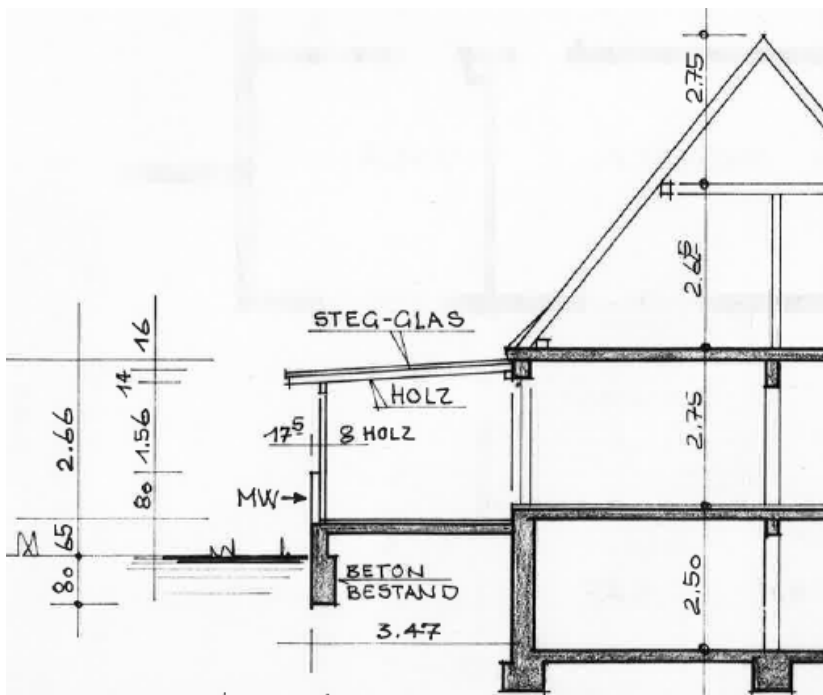 2.75
2.65
STEG-GLAS
16
14
HOLZ
2.66
1.56
17⁵
8 HOLZ
2.75
80
MW
65
80
BETON
BESTAND
2.50
3.47